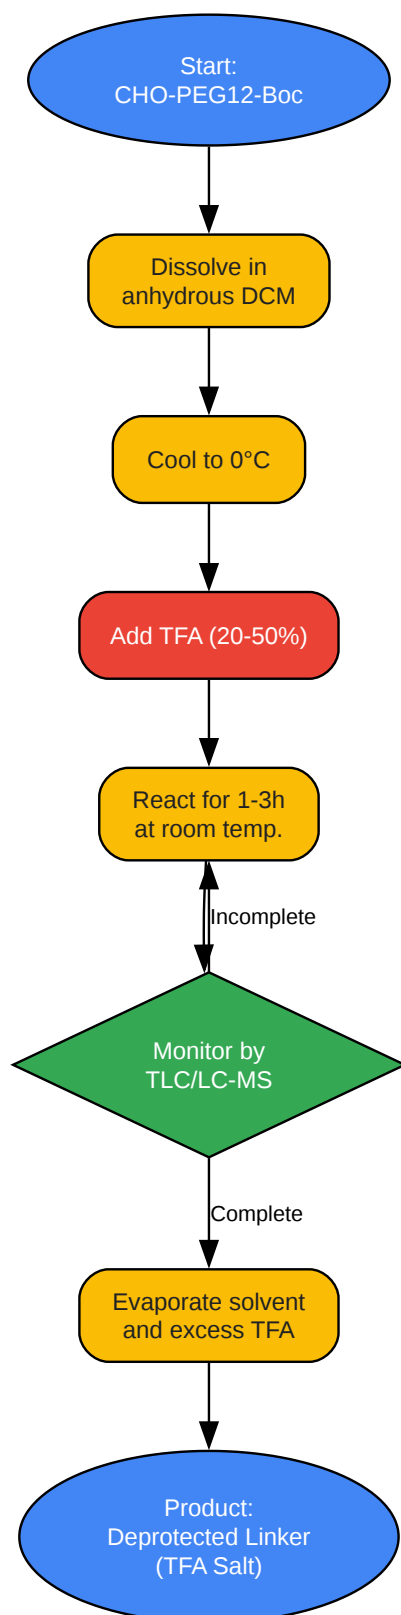 Start:
CHO-PEG12-Boc
Dissolve in
anhydrous DCM
Cool to 0°C
Add TFA (20-50%)
React for 1-3h
at room temp.
Incomplete
Monitor by
TLC/LC-MS
Complete
Evaporate solvent
and excess TFA
Product:
Deprotected Linker
(TFA Salt)